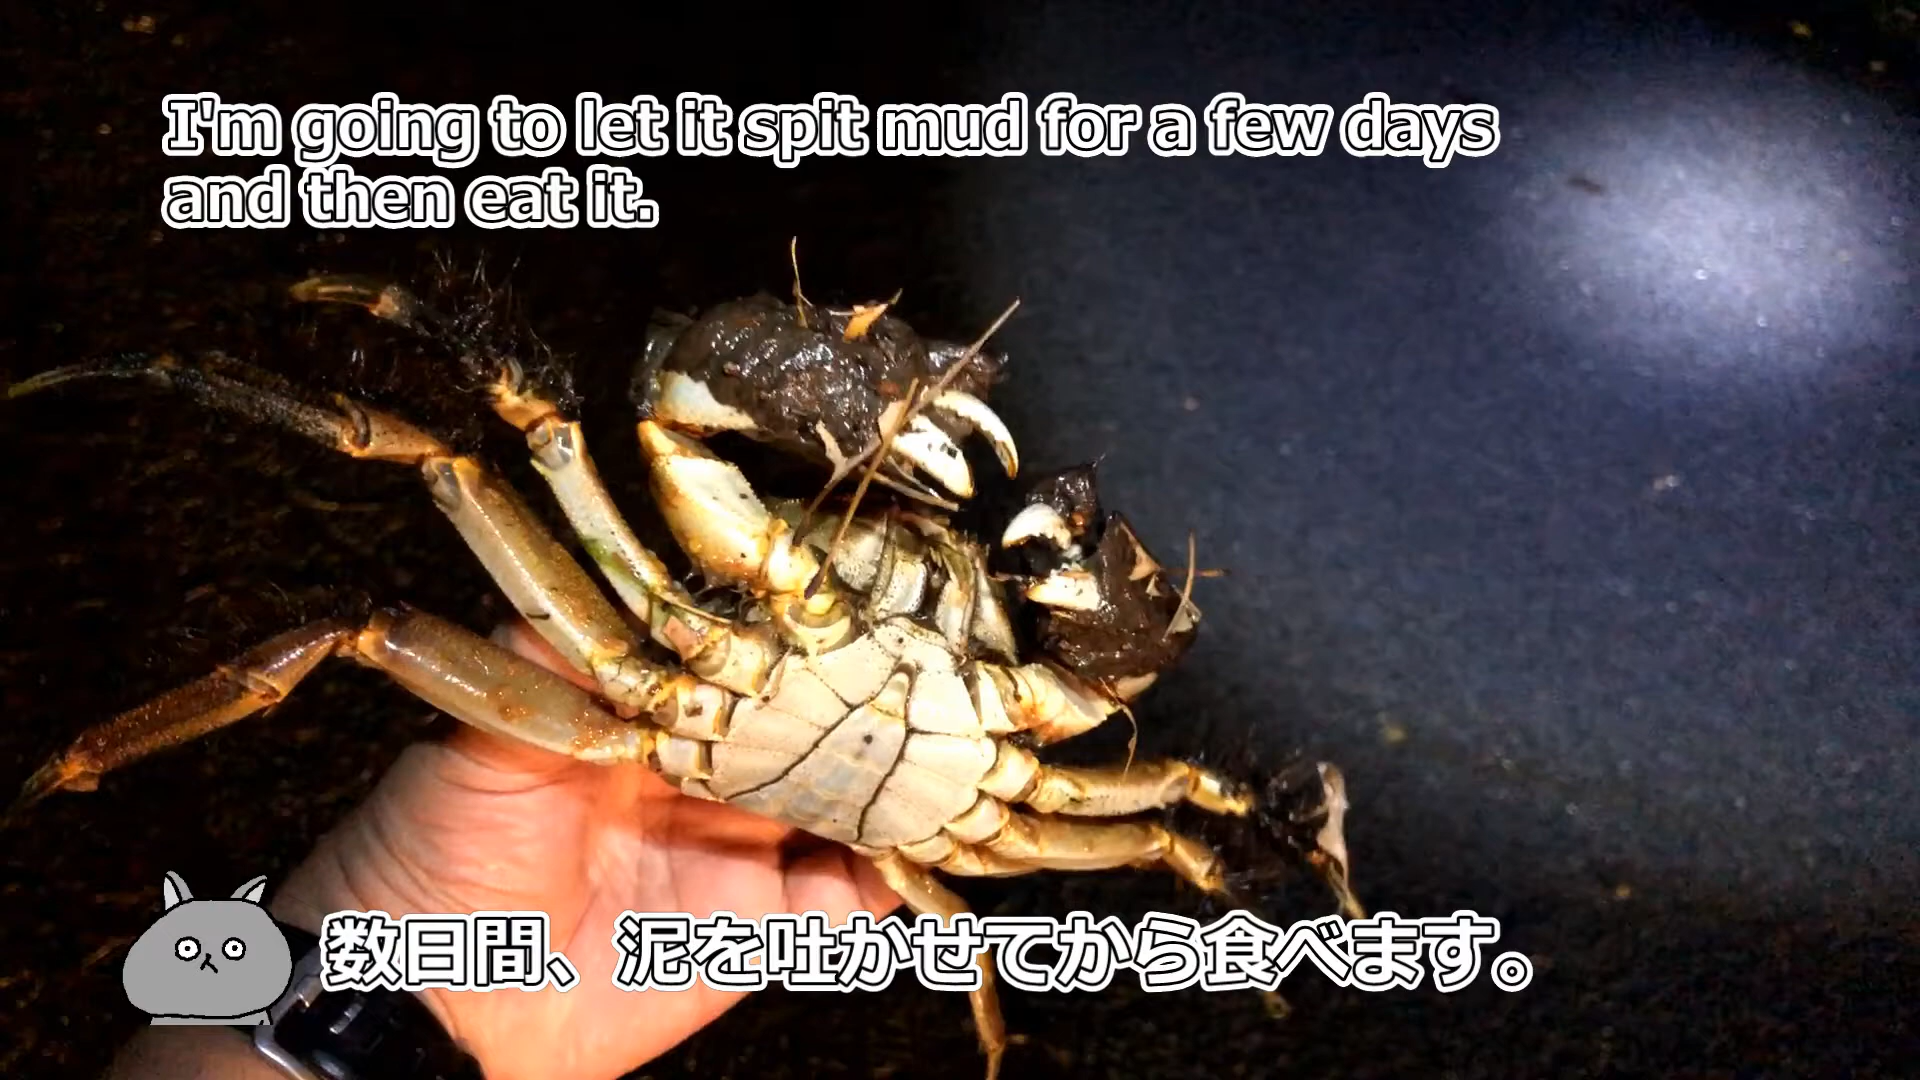 I'm going to let it spit mud for a few days
and then eat it.
数日間、泥を吐かせてから食べます。